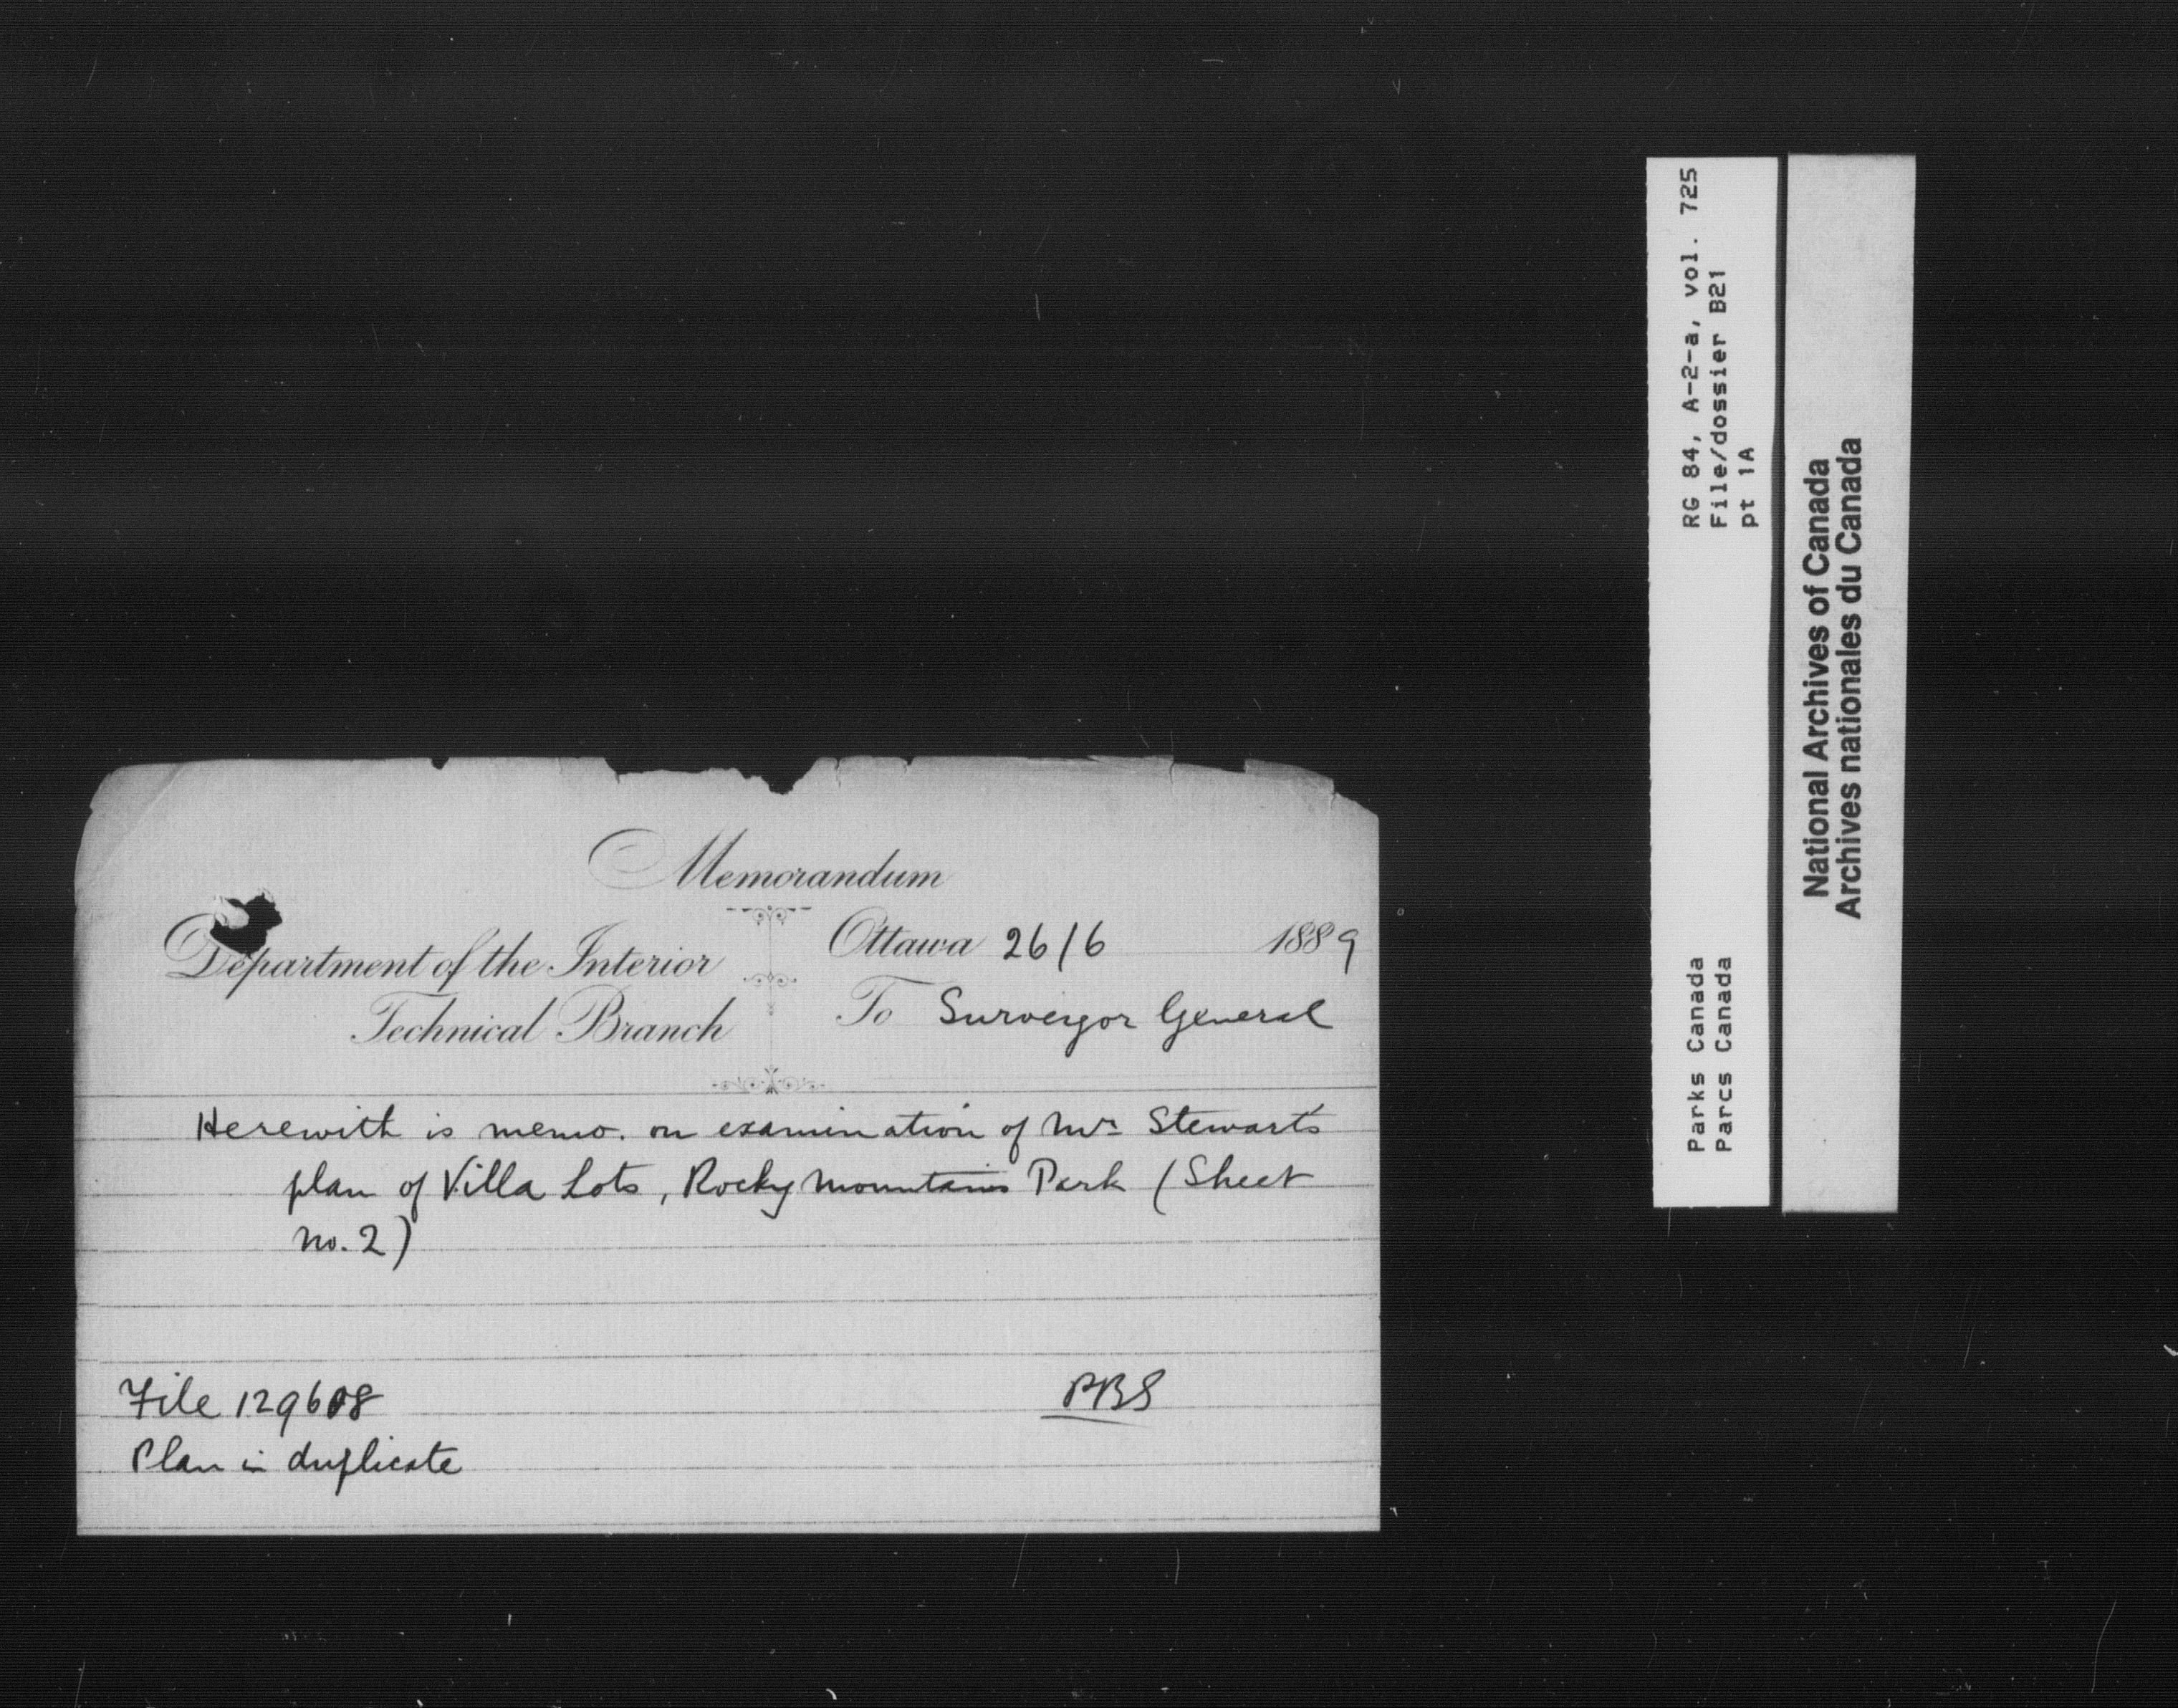 Memorandum
Department of the Interior
Technical Branch
Ottawa 26/6 1889
To Surveyor General
Herewith is memo. on examination of Mr Stewart's
plan of Villa Lots, Rocky Mountains Park (Sheet
No. 2)
PBS
File 129608
Plan in duplicate
RG 84, A-2-a, vol. 725
File/dossier B21
pt 1A
Parks Canada
Parcs Canada
National Archives of Canada
Archives nationales du Canada